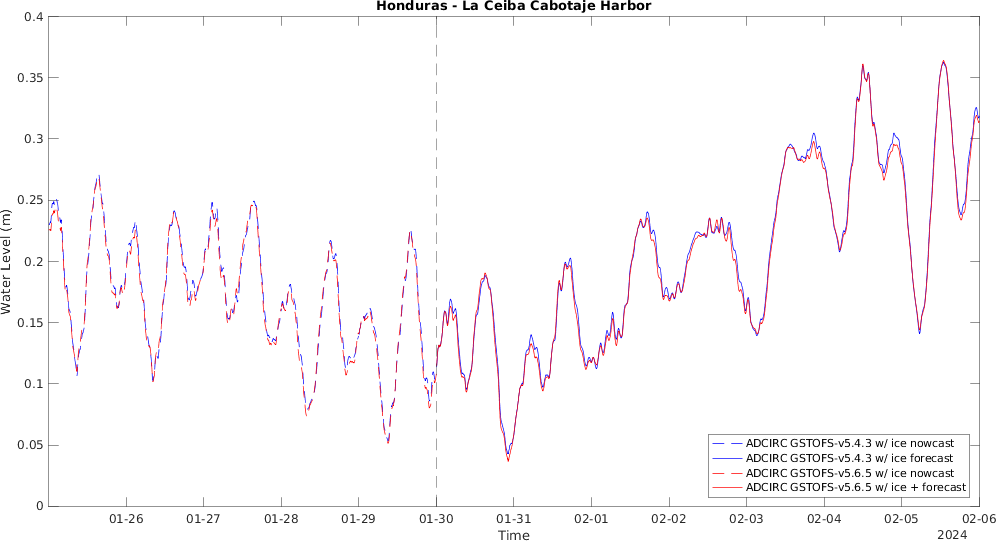 Honduras - La Ceiba Cabotaje Harbor
0.4
0.35
0.3
0.25
0.2
0.15
0.1
0.05
0
Water Level (m)
ADCIRC GSTOFS-v5.4.3 w/ ice nowcast
ADCIRC GSTOFS-v5.4.3 w/ ice forecast
ADCIRC GSTOFS-v5.6.5 w/ ice nowcast
ADCIRC GSTOFS-v5.6.5 w/ ice + forecast
01-26 01-27 01-28 01-29 01-30 01-31 02-01 02-02 02-03 02-04 02-05 02-06
Time
2024